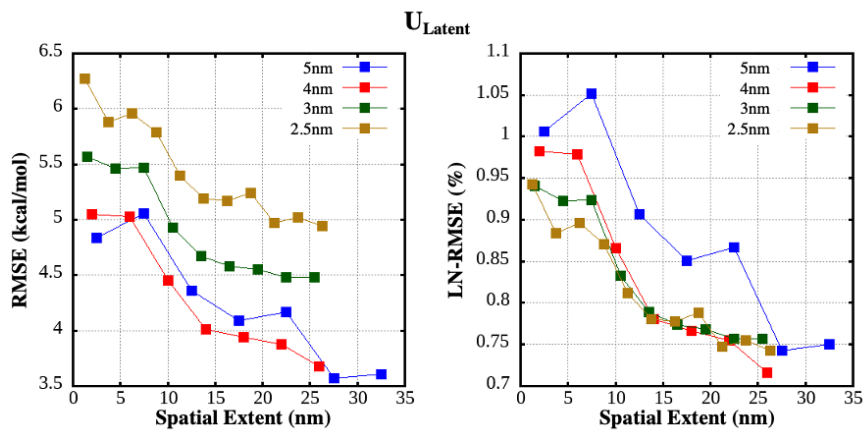 U_Latent
RMSE (kcal/mol)
6.5
6
5.5
5
4.5
4
3.5
0 5 10 15 20 25 30 35
Spatial Extent (nm)
5nm
4nm
3nm
2.5nm
LN-RMSE (%)
1.1
1.05
1
0.95
0.9
0.85
0.8
0.75
0.7
0 5 10 15 20 25 30 35
Spatial Extent (nm)
5nm
4nm
3nm
2.5nm